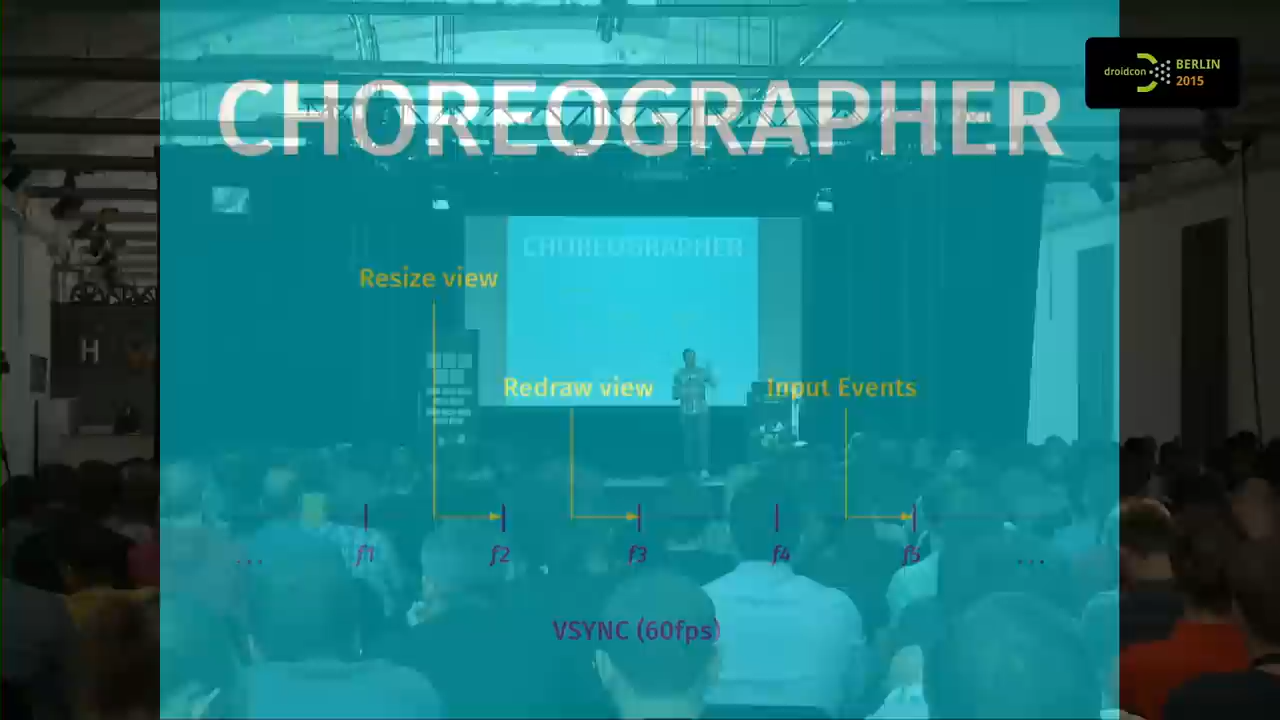 CHOREOGRAPHER
droidcon
BERLIN
2015
CHOREOGRAPHER
Resize view
Redraw view
Input Events
H
... f1 f2 f3 f4 f5 ...
VSYNC (60fps)